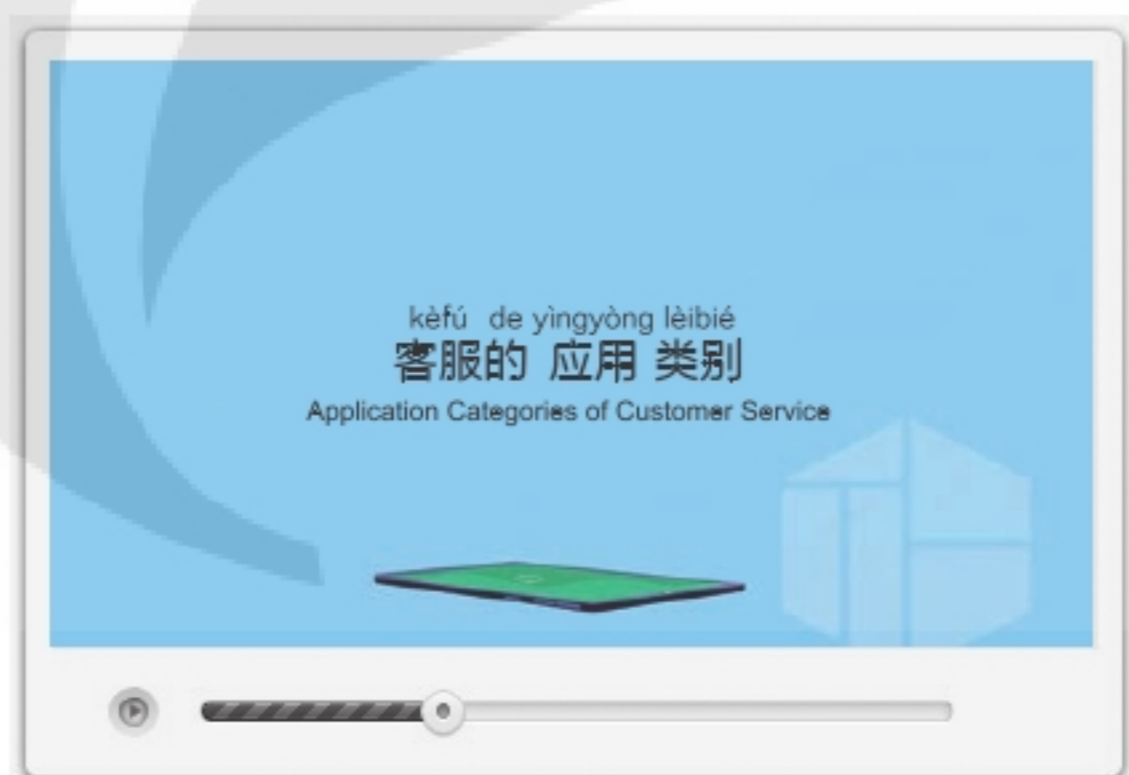 kèfú de yìngyòng lèibié
客服的 应用 类别
Application Categories of Customer Service